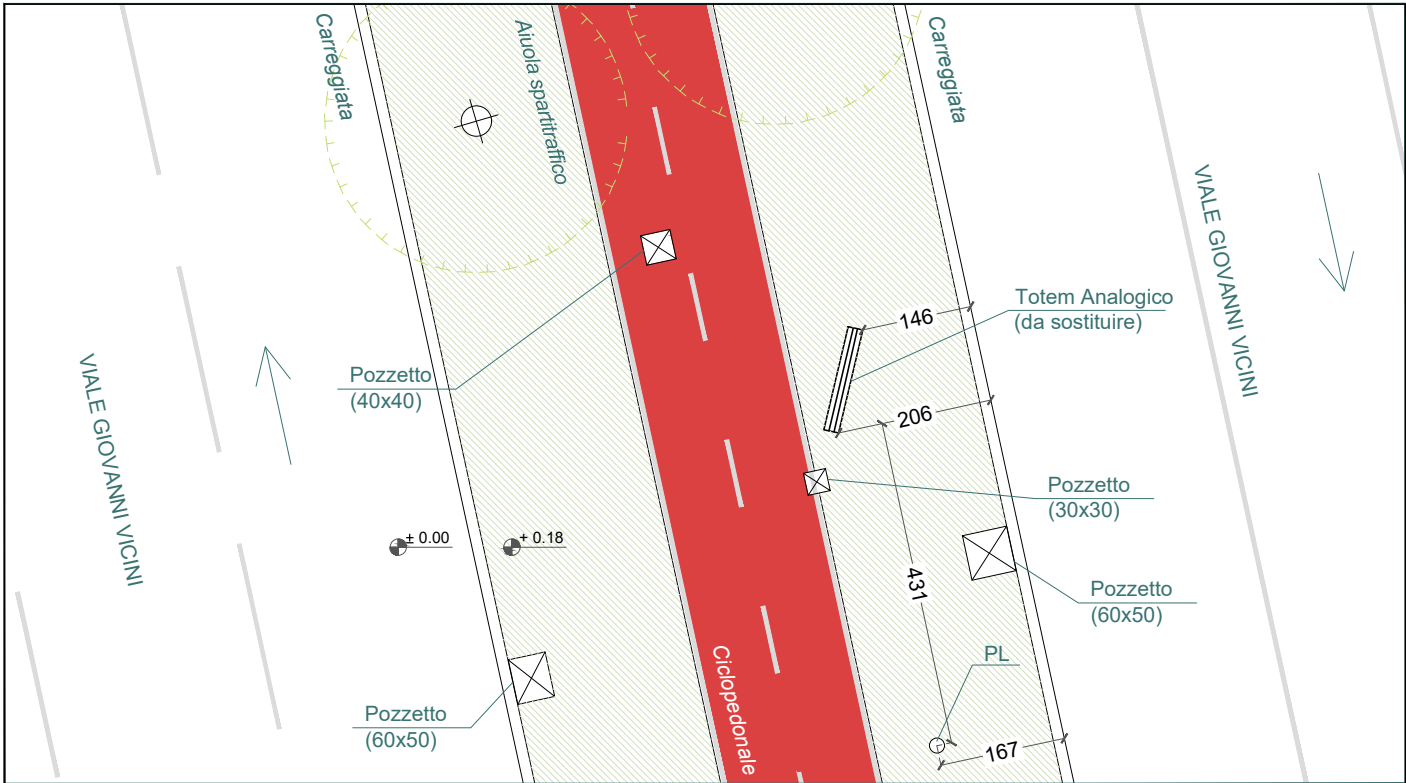 Carreggiata
Aiuola spartitraffico
Carreggiata
VIALE GIOVANNI VICINI
Totem Analogico
(da sostituire)
146
VIALE GIOVANNI VICINI
Pozzetto
(40x40)
206
Pozzetto
(30x30)
± 0.00
+ 0.18
431
Pozzetto
(60x50)
PL
Ciclopedonale
Pozzetto
(60x50)
167